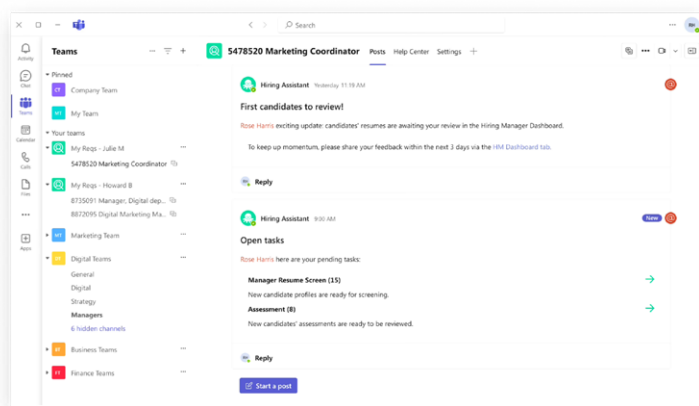 Search
RH
Activity
Chat
Teams
Calendar
Calls
Files
Apps
Teams
Pinned
CT Company Team
MT My Team
Your teams
My Reqs - Julie M
5478520 Marketing Coordinator
My Reqs - Howard B
8735091 Manager, Digital dep...
8872095 Digital Marketing Ma...
MT Marketing Team
Digital Teams
General
Digital
Strategy
Managers
6 hidden channels
Business Teams
FT Finance Teams
5478520 Marketing Coordinator Posts Help Center Settings
Hiring Assistant Yesterday 11:19 AM
First candidates to review!
Rose Harris exciting update: candidates' resumes are awaiting your review in the Hiring Manager Dashboard.
To keep up momentum, please share your feedback within the next 3 days via the HM Dashboard tab.
Reply
Hiring Assistant 9:00 AM New
Open tasks
Rose Harris here are your pending tasks:
Manager Resume Screen (15)
New candidate profiles are ready for screening.
Assessment (8)
New candidates' assessments are ready to be reviewed.
Reply
Start a post